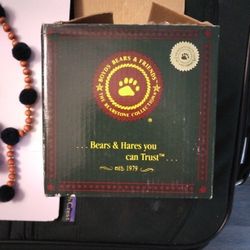 BOYDS BEARS & FRIENDS
THE BEARSTONE COLLECTION
. . . Bears & Hares you
can Trust™ . . .
est. 1979